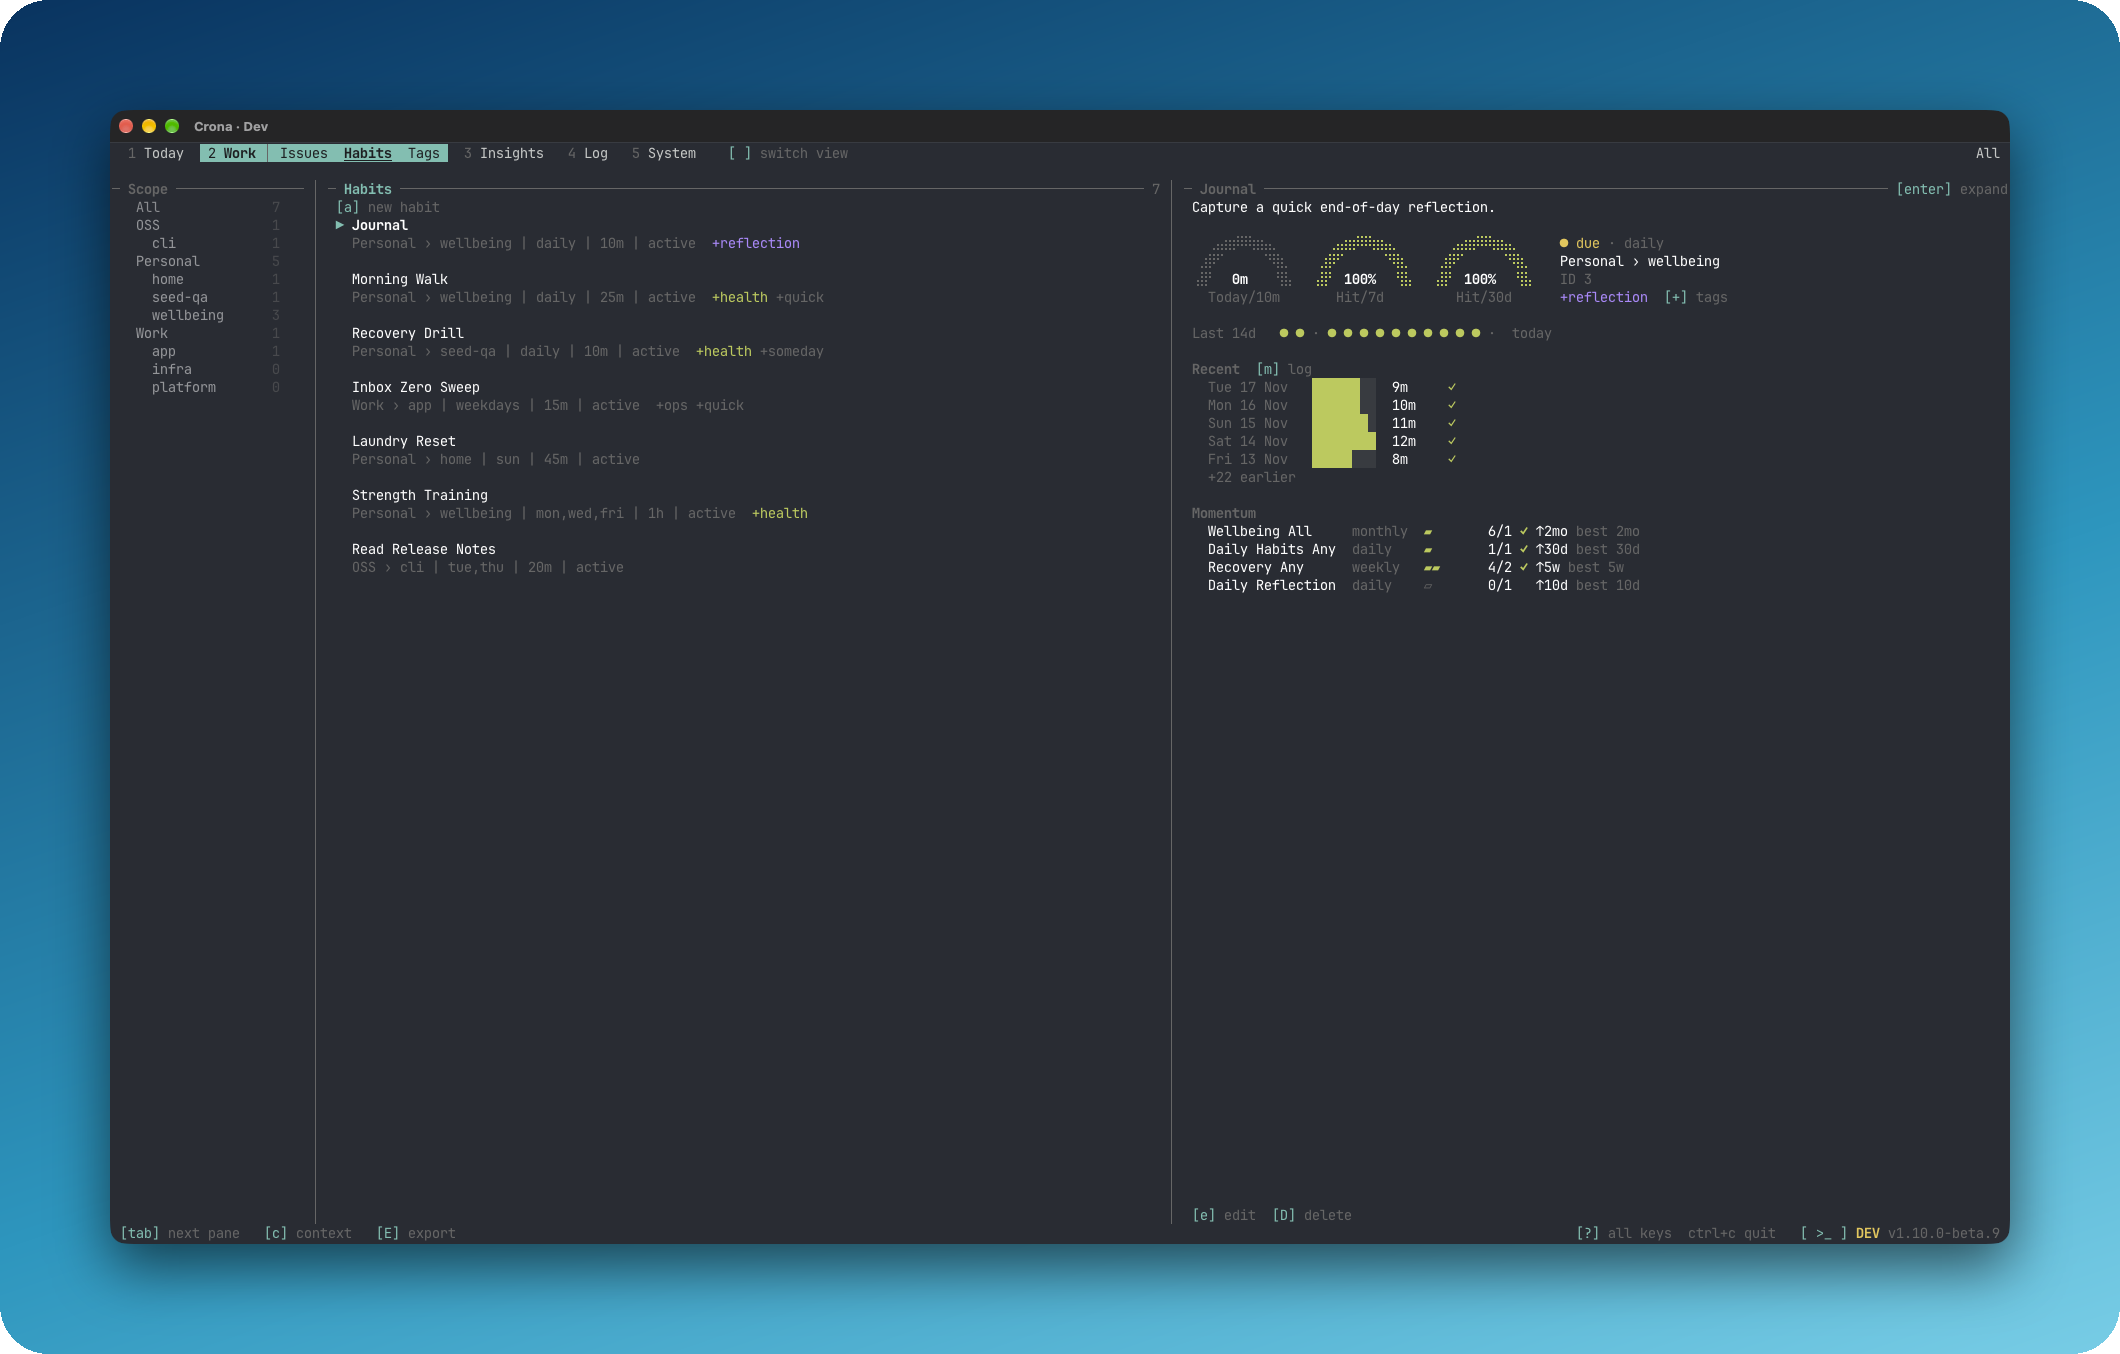 Crona · Dev
1 Today 2 Work Issues Habits Tags 3 Insights 4 Log 5 System [ ] switch view All
Scope
All 7
OSS 1
cli 1
Personal 5
home 1
seed-qa 1
wellbeing 3
Work 1
app 1
infra 0
platform 0
Habits 7
[a] new habit
▶ Journal
Personal › wellbeing | daily | 10m | active +reflection
Morning Walk
Personal › wellbeing | daily | 25m | active +health +quick
Recovery Drill
Personal › seed-qa | daily | 10m | active +health +someday
Inbox Zero Sweep
Work › app | weekdays | 15m | active +ops +quick
Laundry Reset
Personal › home | sun | 45m | active
Strength Training
Personal › wellbeing | mon,wed,fri | 1h | active +health
Read Release Notes
OSS › cli | tue,thu | 20m | active
Journal [enter] expand
Capture a quick end-of-day reflection.
● due · daily
Personal › wellbeing
0m 100% 100% ID 3
Today/10m Hit/7d Hit/30d +reflection [+] tags
Last 14d ● ● · ● ● ● ● ● ● ● ● ● ● · today
Recent [m] log
Tue 17 Nov 9m ✓
Mon 16 Nov 10m ✓
Sun 15 Nov 11m ✓
Sat 14 Nov 12m ✓
Fri 13 Nov 8m ✓
+22 earlier
Momentum
Wellbeing All monthly ▰ 6/1 ✓ ↑2mo best 2mo
Daily Habits Any daily ▰ 1/1 ✓ ↑30d best 30d
Recovery Any weekly ▰▰ 4/2 ✓ ↑5w best 5w
Daily Reflection daily ▱ 0/1 ↑10d best 10d
[e] edit [D] delete
[tab] next pane [c] context [E] export [?] all keys ctrl+c quit [ >_ ] DEV v1.10.0-beta.9